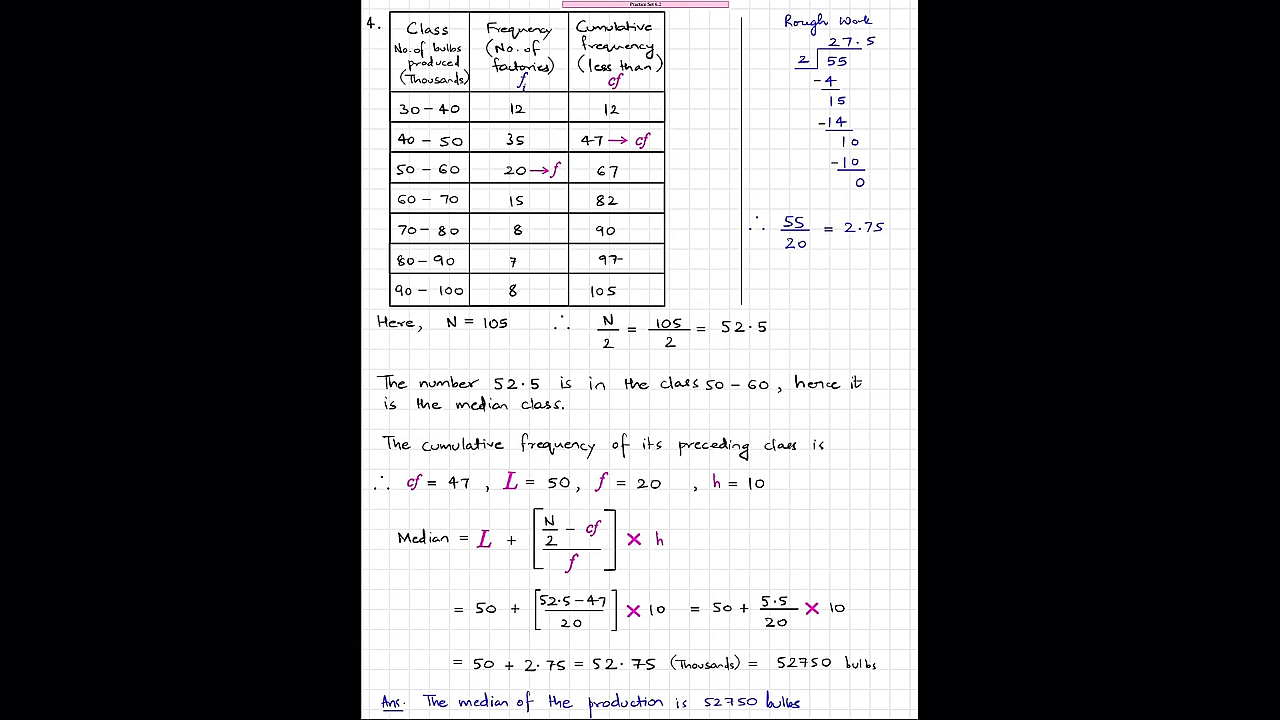 Practice Set 6.2
4.
Class No. of bulbs produced (Thousands) | Frequency (No. of factories) fi | Cumulative frequency (less than) cf
30 – 40 | 12 | 12
40 – 50 | 35 | 47 → cf
50 – 60 | 20 → f | 67
60 – 70 | 15 | 82
70 – 80 | 8 | 90
80 – 90 | 7 | 97
90 – 100 | 8 | 105
Rough Work
27.5
2 55
-4
15
-14
10
-10
0
∴ 55/20 = 2.75
Here, N = 105 ∴ N/2 = 105/2 = 52.5
The number 52.5 is in the class 50 – 60, hence it
is the median class.
The cumulative frequency of its preceding class is
∴ cf = 47 , L = 50, f = 20 , h = 10
Median = L + [(N/2 – cf)/f] × h
= 50 + [(52.5 – 47)/20] × 10 = 50 + 5.5/20 × 10
= 50 + 2.75 = 52.75 (Thousands) = 52750 bulbs
Ans. The median of the production is 52750 bulbs